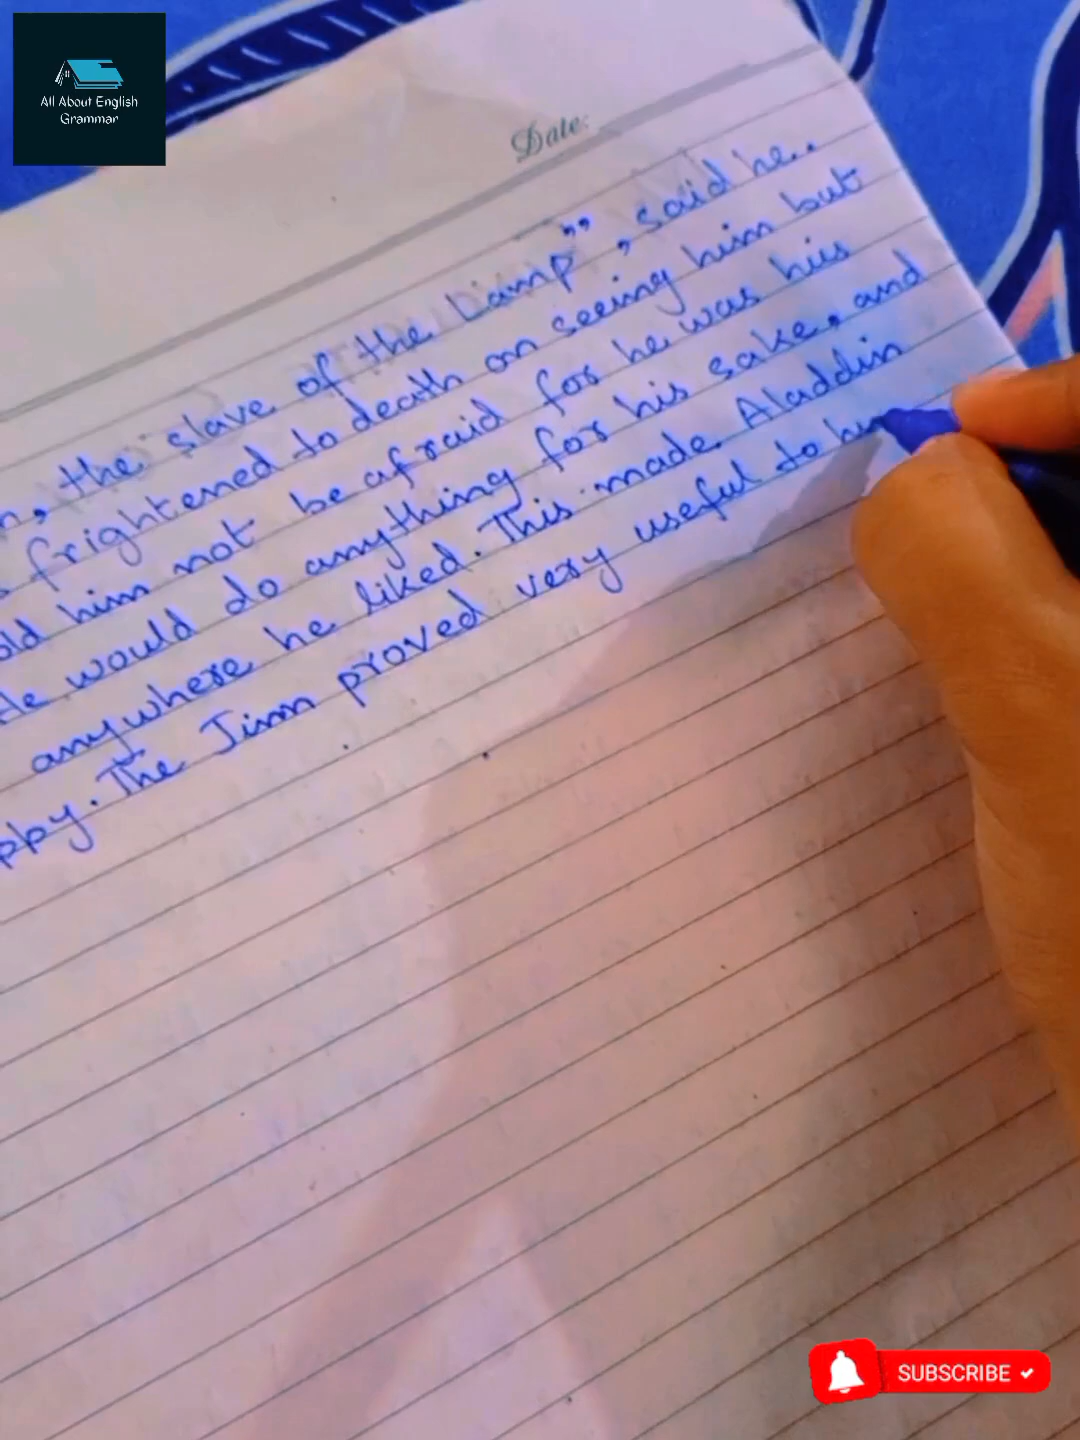 All About English
Grammar
Date:
the slave of the Lamp", said he..
frightened to death on seeing him but
him not be afraid for he was his
would do anything for his sake, and
anywhere he liked. This made Aladdin
The Jinn proved very useful to
SUBSCRIBE